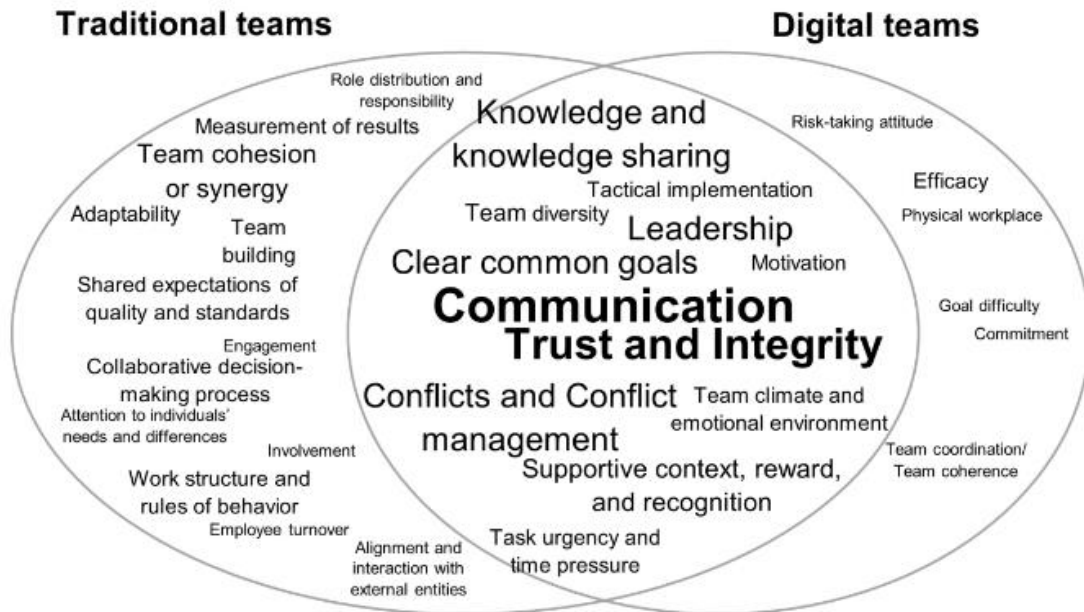 Traditional teams
Digital teams
Role distribution and
responsibility
Measurement of results
Team cohesion
or synergy
Adaptability
Team
building
Shared expectations of
quality and standards
Engagement
Collaborative decision-
making process
Attention to individuals’
needs and differences
Involvement
Work structure and
rules of behavior
Employee turnover
Alignment and
interaction with
external entities
Knowledge and
knowledge sharing
Tactical implementation
Team diversity
Leadership
Clear common goals
Motivation
Communication
Trust and Integrity
Conflicts and Conflict
management
Team climate and
emotional environment
Supportive context, reward,
and recognition
Task urgency and
time pressure
Risk-taking attitude
Efficacy
Physical workplace
Goal difficulty
Commitment
Team coordination/
Team coherence